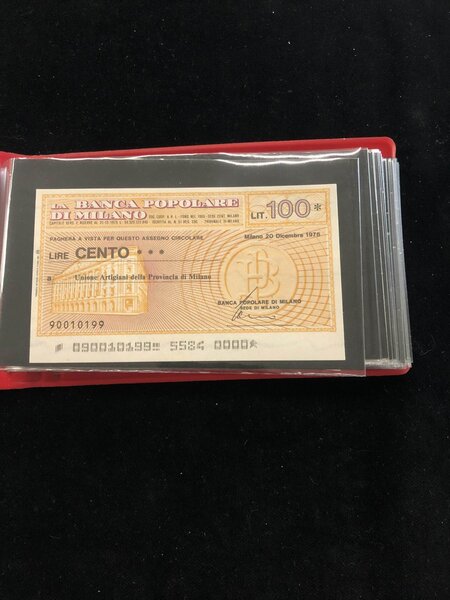 LA BANCA POPOLARE
DI MILANO
LIT. 100*
PAGHERÀ A VISTA PER QUESTO ASSEGNO CIRCOLARE
Milano 20 Dicembre 1976
LIRE CENTO ***
a Unione Artigiani della Provincia di Milano
BANCA POPOLARE DI MILANO
SEDE DI MILANO
90010199
090010199 5584 0000